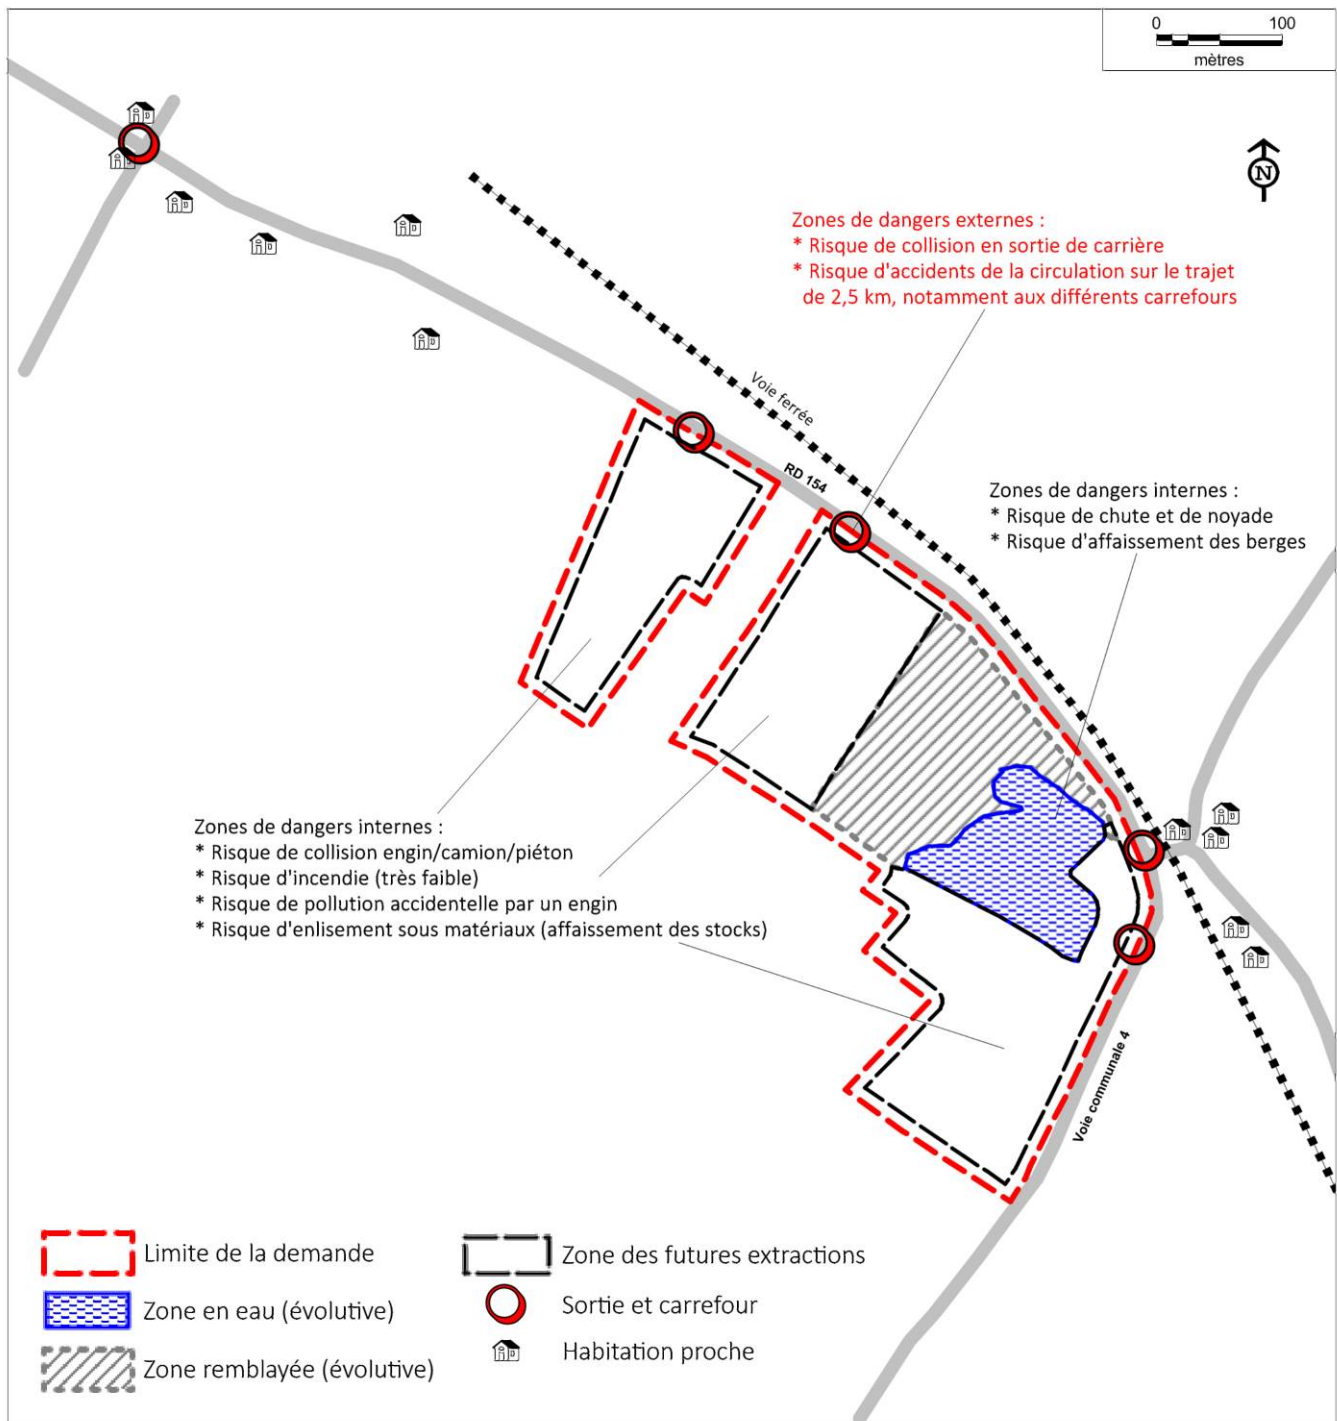 0 100
mètres
N
Zones de dangers externes :
* Risque de collision en sortie de carrière
* Risque d'accidents de la circulation sur le trajet
de 2,5 km, notamment aux différents carrefours
Voie ferrée
RD 154
Zones de dangers internes :
* Risque de chute et de noyade
* Risque d'affaissement des berges
Zones de dangers internes :
* Risque de collision engin/camion/piéton
* Risque d'incendie (très faible)
* Risque de pollution accidentelle par un engin
* Risque d'enlisement sous matériaux (affaissement des stocks)
Voie communale 4
Limite de la demande
Zone en eau (évolutive)
Zone remblayée (évolutive)
Zone des futures extractions
Sortie et carrefour
Habitation proche